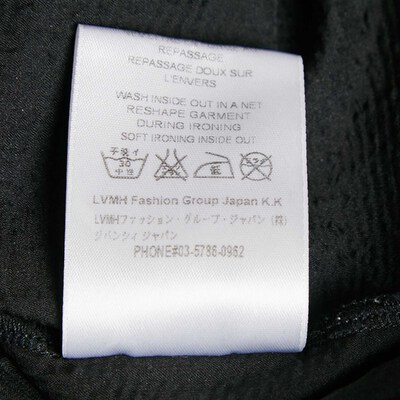 REPASSAGE
REPASSAGE DOUX SUR
L'ENVERS
WASH INSIDE OUT IN A NET
RESHAPE GARMENT
DURING IRONING
SOFT IRONING INSIDE OUT
手洗イ
30
中性
低
LVMH Fashion Group Japan K.K
LVMHファッション・グループ・ジャパン (株)
ジバンシィ ジャパン
PHONE#03-5786-0962